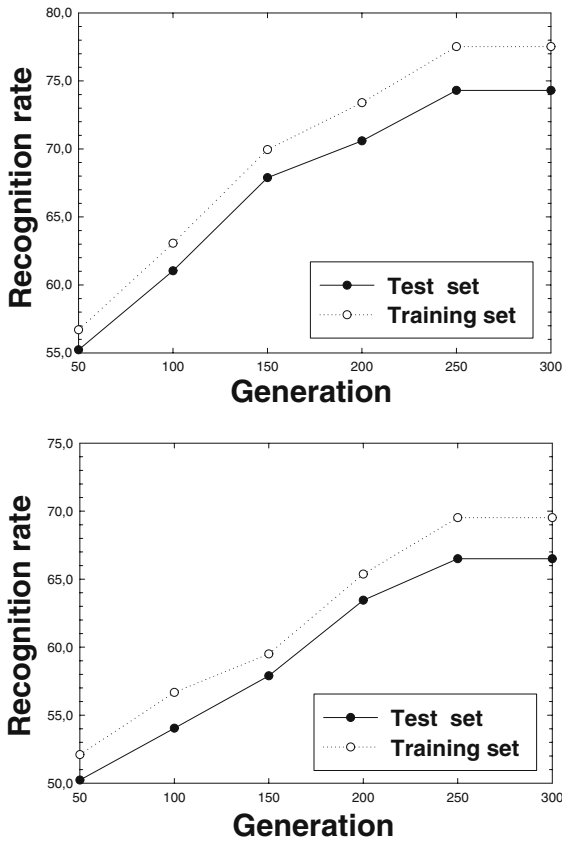 80,0
75,0
70,0
65,0
60,0
55,0
Recognition rate
Test set
Training set
50 100 150 200 250 300
Generation
75,0
70,0
65,0
60,0
55,0
50,0
Recognition rate
Test set
Training set
50 100 150 200 250 300
Generation